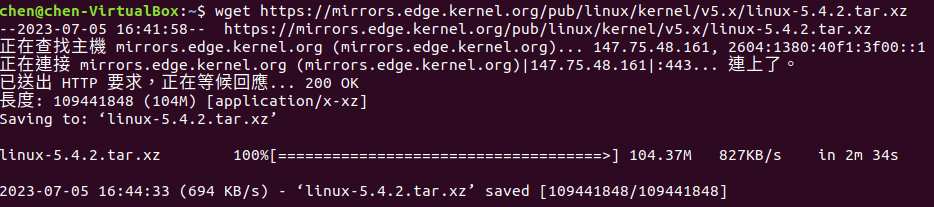 chen@chen-VirtualBox:~$ wget https://mirrors.edge.kernel.org/pub/linux/kernel/v5.x/linux-5.4.2.tar.xz
--2023-07-05 16:41:58--  https://mirrors.edge.kernel.org/pub/linux/kernel/v5.x/linux-5.4.2.tar.xz
正在查找主機 mirrors.edge.kernel.org (mirrors.edge.kernel.org)... 147.75.48.161, 2604:1380:40f1:3f00::1
正在連接 mirrors.edge.kernel.org (mirrors.edge.kernel.org)|147.75.48.161|:443... 連上了。
已送出 HTTP 要求，正在等候回應... 200 OK
長度: 109441848 (104M) [application/x-xz]
Saving to: ‘linux-5.4.2.tar.xz’
linux-5.4.2.tar.xz        100%[====================================>] 104.37M   827KB/s    in 2m 34s
2023-07-05 16:44:33 (694 KB/s) - ‘linux-5.4.2.tar.xz’ saved [109441848/109441848]